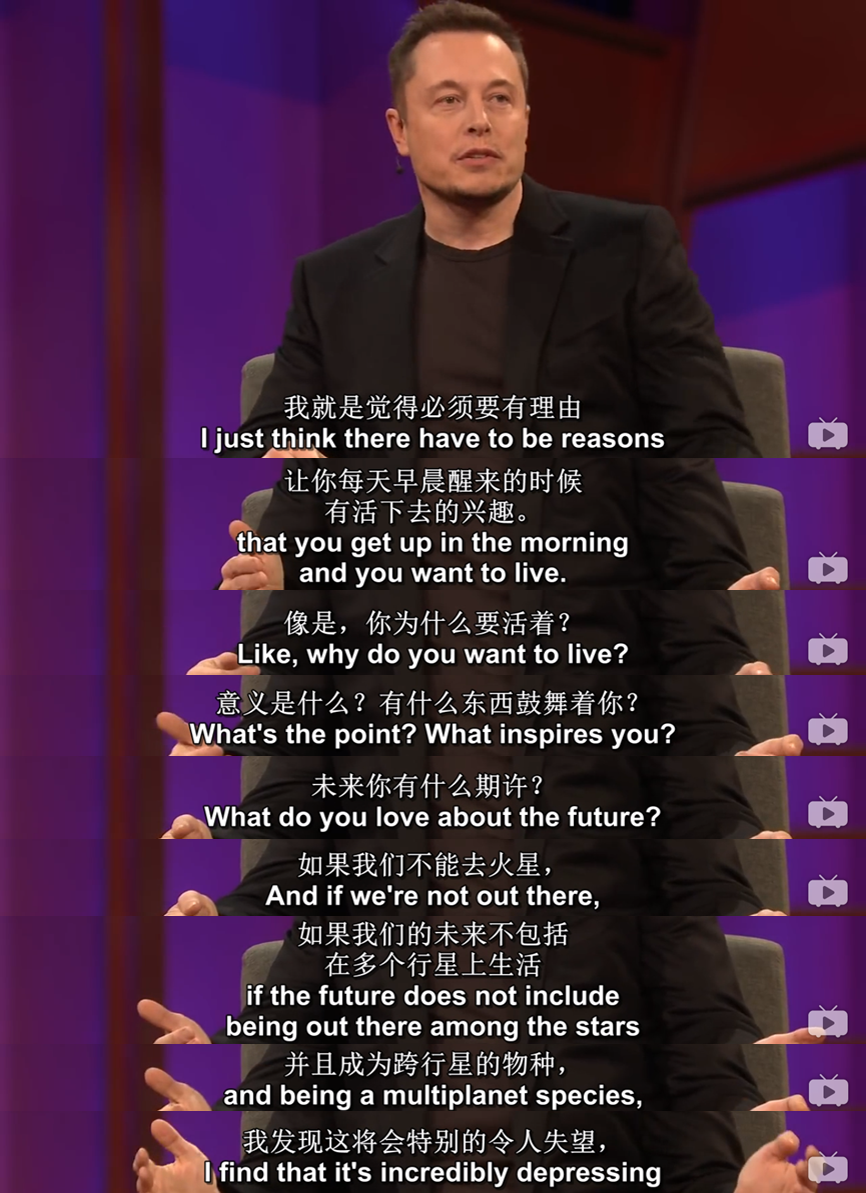 我就是觉得必须要有理由
I just think there have to be reasons
让你每天早晨醒来的时候
有活下去的兴趣。
that you get up in the morning
and you want to live.
像是，你为什么要活着？
Like, why do you want to live?
意义是什么？有什么东西鼓舞着你？
What's the point? What inspires you?
未来你有什么期许？
What do you love about the future?
如果我们不能去火星，
And if we're not out there,
如果我们的未来不包括
在多个行星上生活
if the future does not include
being out there among the stars
并且成为跨行星的物种，
and being a multiplanet species,
我发现这将会特别的令人失望，
I find that it's incredibly depressing